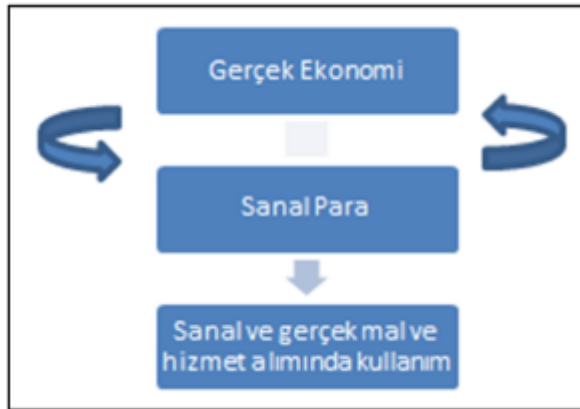 Gerçek Ekonomi
Sanal Para
Sanal ve gerçek mal ve
hizmet alımında kullanım